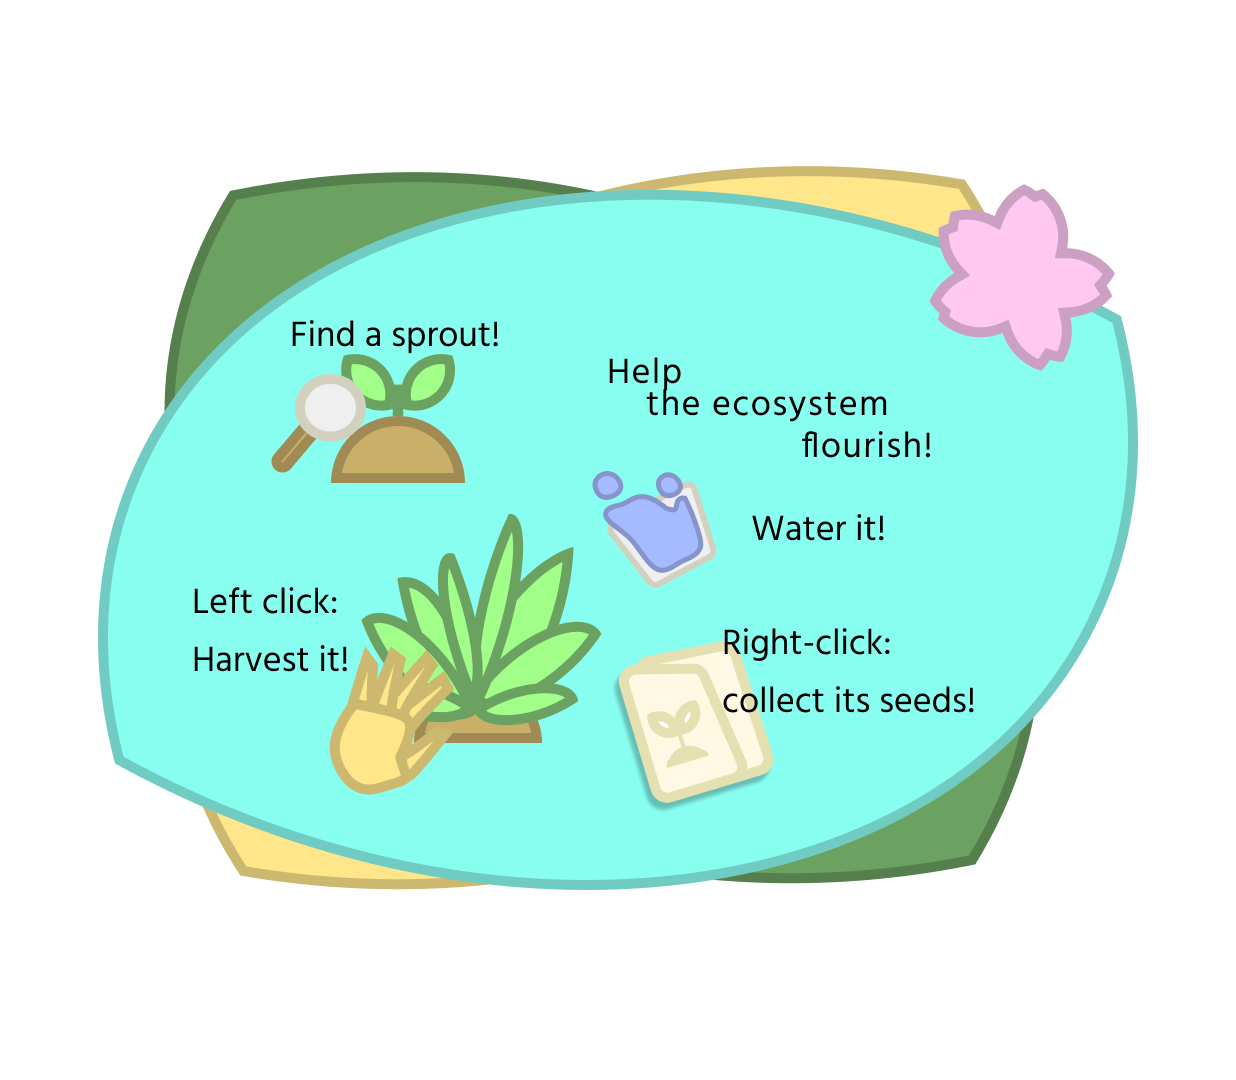 Find a sprout!
Help
the ecosystem
flourish!
Water it!
Left click:
Harvest it!
Right-click:
collect its seeds!